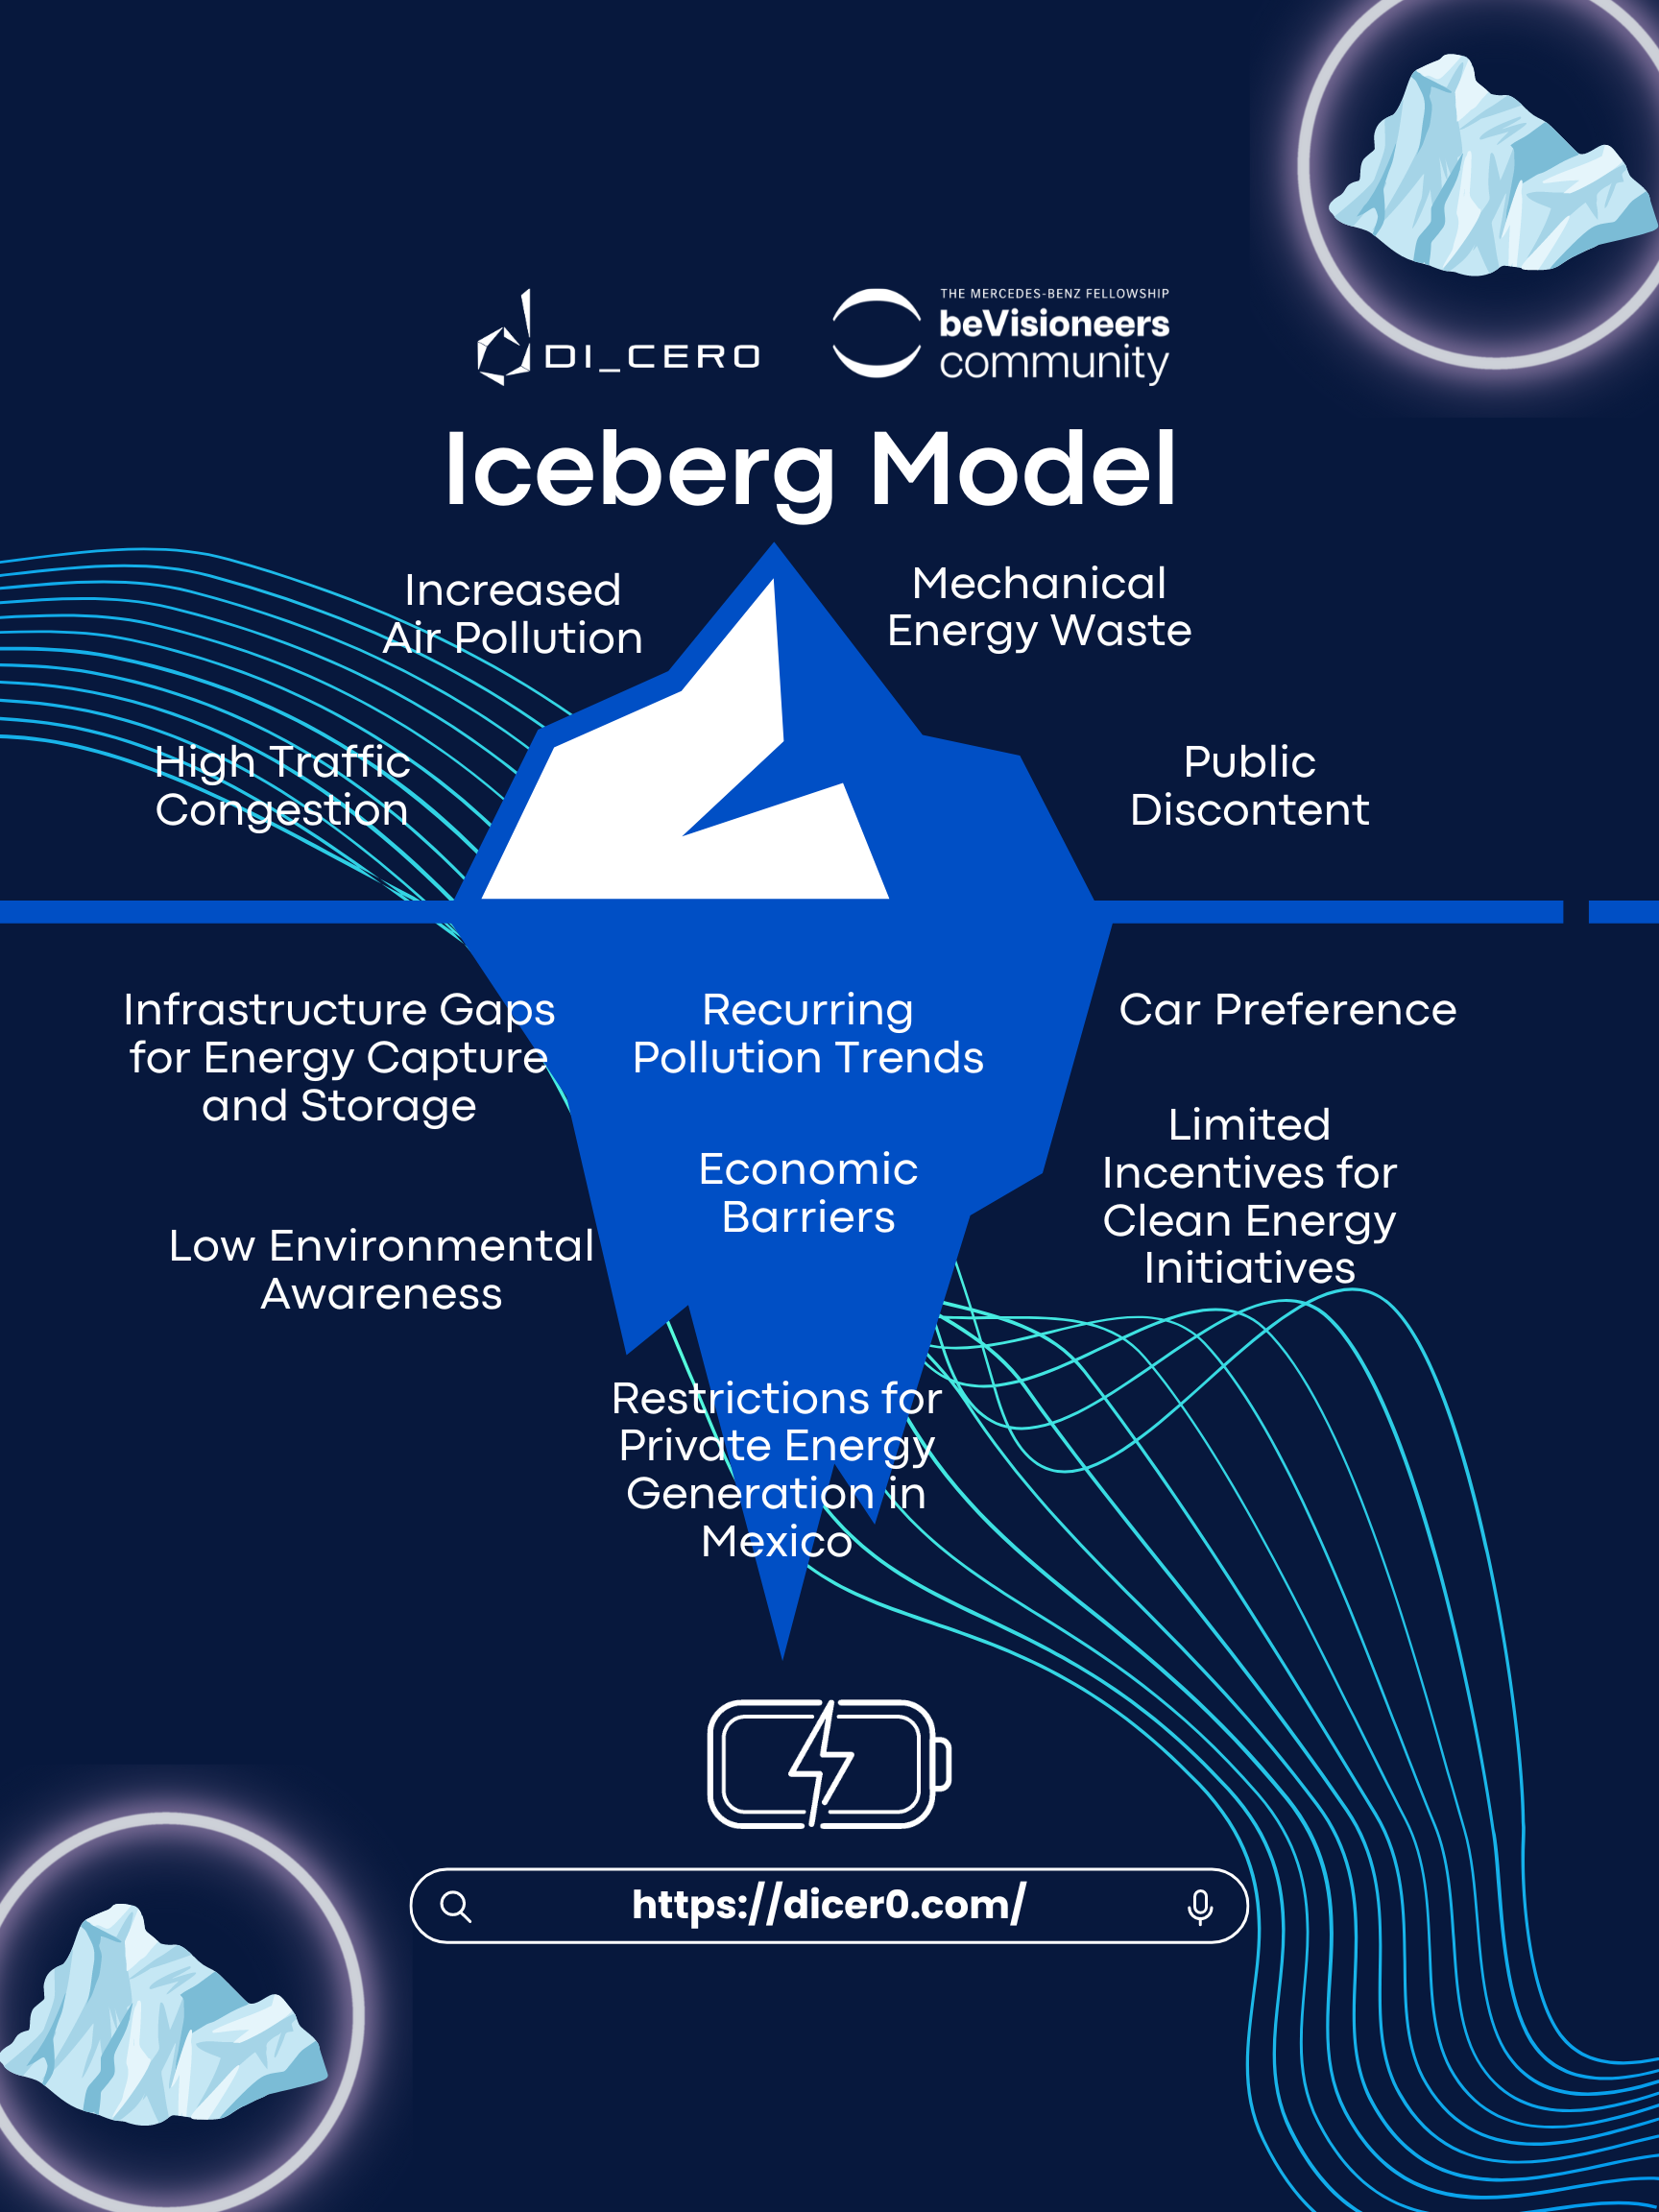 DI_CERO
THE MERCEDES-BENZ FELLOWSHIP
beVisioneers
community
Iceberg Model
Increased
Air Pollution
Mechanical
Energy Waste
High Traffic
Congestion
Public
Discontent
Infrastructure Gaps
for Energy Capture
and Storage
Recurring
Pollution Trends
Car Preference
Economic
Barriers
Limited
Incentives for
Clean Energy
Initiatives
Low Environmental
Awareness
Restrictions for
Private Energy
Generation in
Mexico
https://dicer0.com/